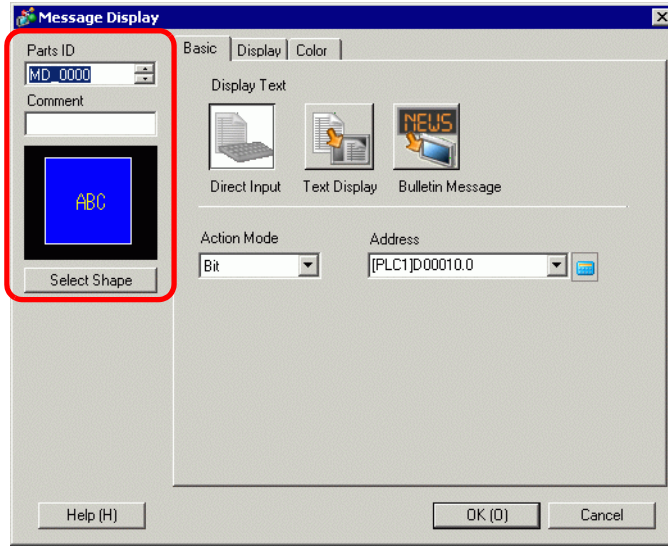 Message Display
Parts ID
MD_0000
Comment
ABC
Select Shape
Basic
Display
Color
Display Text
NEWS
Direct Input
Text Display
Bulletin Message
Action Mode
Address
Bit
[PLC1]D00010.0
Help (H)
OK (O)
Cancel